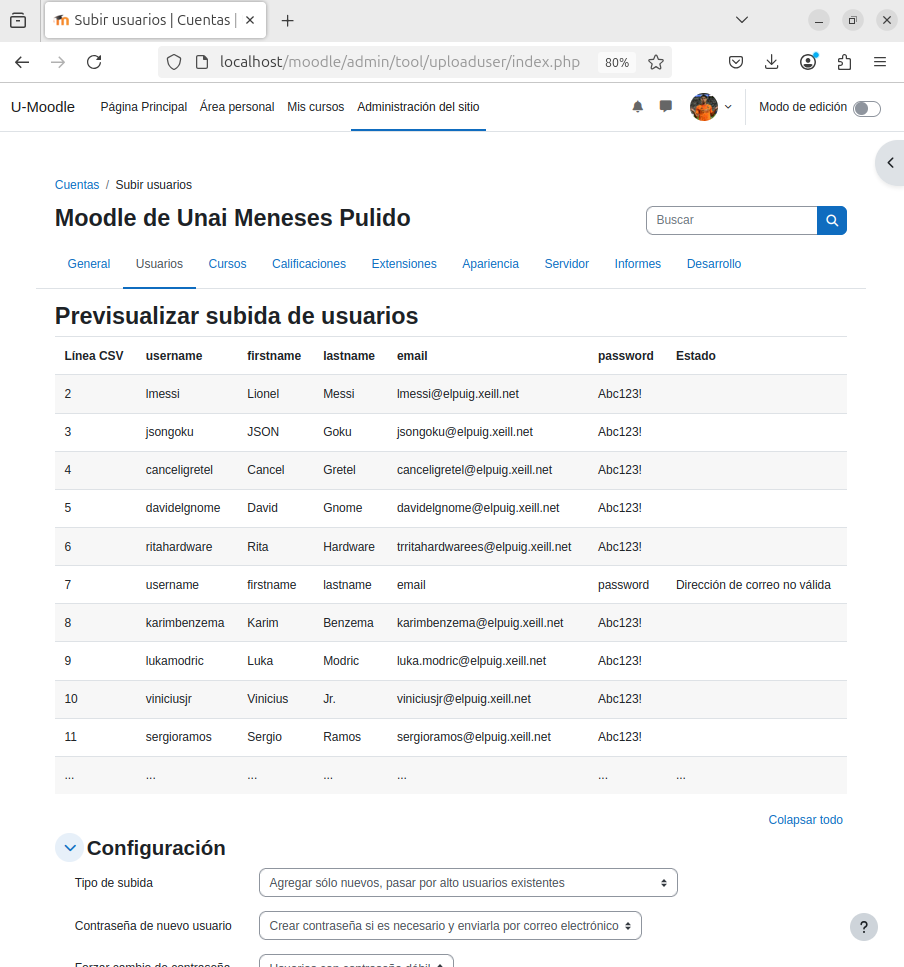 Subir usuarios | Cuentas |
localhost/moodle/admin/tool/uploaduser/index.php 80%
U-Moodle Página Principal Área personal Mis cursos Administración del sitio Modo de edición
Cuentas / Subir usuarios
Moodle de Unai Meneses Pulido
Buscar
General Usuarios Cursos Calificaciones Extensiones Apariencia Servidor Informes Desarrollo
Previsualizar subida de usuarios
Línea CSV username firstname lastname email password Estado
2 lmessi Lionel Messi lmessi@elpuig.xeill.net Abc123!
3 jsongoku JSON Goku jsongoku@elpuig.xeill.net Abc123!
4 canceligretel Cancel Gretel canceligretel@elpuig.xeill.net Abc123!
5 davidelgnome David Gnome davidelgnome@elpuig.xeill.net Abc123!
6 ritahardware Rita Hardware trritahardwarees@elpuig.xeill.net Abc123!
7 username firstname lastname email password Dirección de correo no válida
8 karimbenzema Karim Benzema karimbenzema@elpuig.xeill.net Abc123!
9 lukamodric Luka Modric luka.modric@elpuig.xeill.net Abc123!
10 viniciusjr Vinicius Jr. viniciusjr@elpuig.xeill.net Abc123!
11 sergioramos Sergio Ramos sergioramos@elpuig.xeill.net Abc123!
... ... ... ... ... ... ...
Colapsar todo
Configuración
Tipo de subida Agregar sólo nuevos, pasar por alto usuarios existentes
Contraseña de nuevo usuario Crear contraseña si es necesario y enviarla por correo electrónico
?
Forzar cambio de contraseña Usuarios con contraseña débil